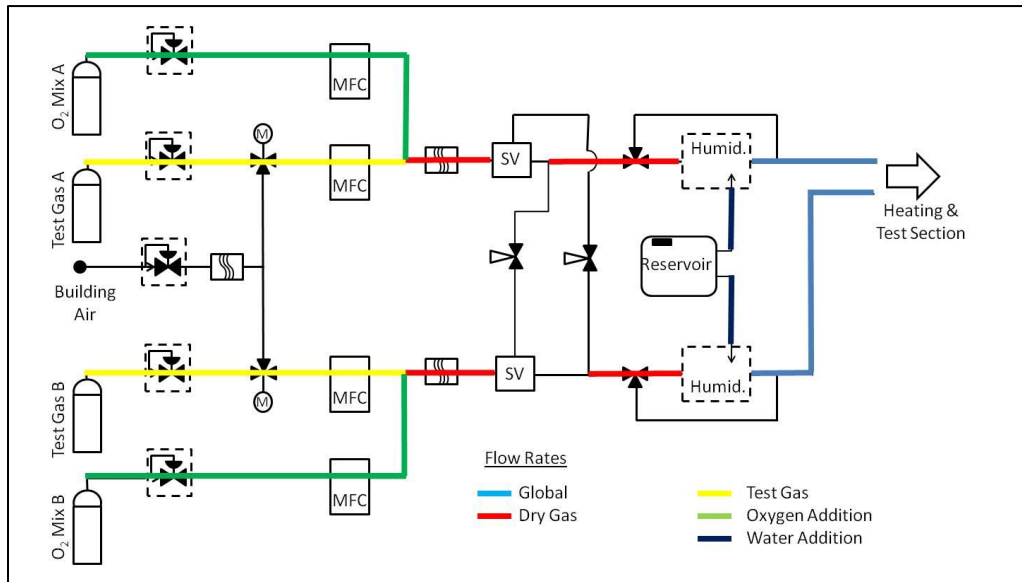 O2 Mix A
MFC
M
Test Gas A
MFC
SV
Humid.
Heating &
Test Section
Building
Air
Reservoir
Test Gas B
M
MFC
SV
Humid.
O2 Mix B
MFC
Flow Rates
Global
Dry Gas
Test Gas
Oxygen Addition
Water Addition